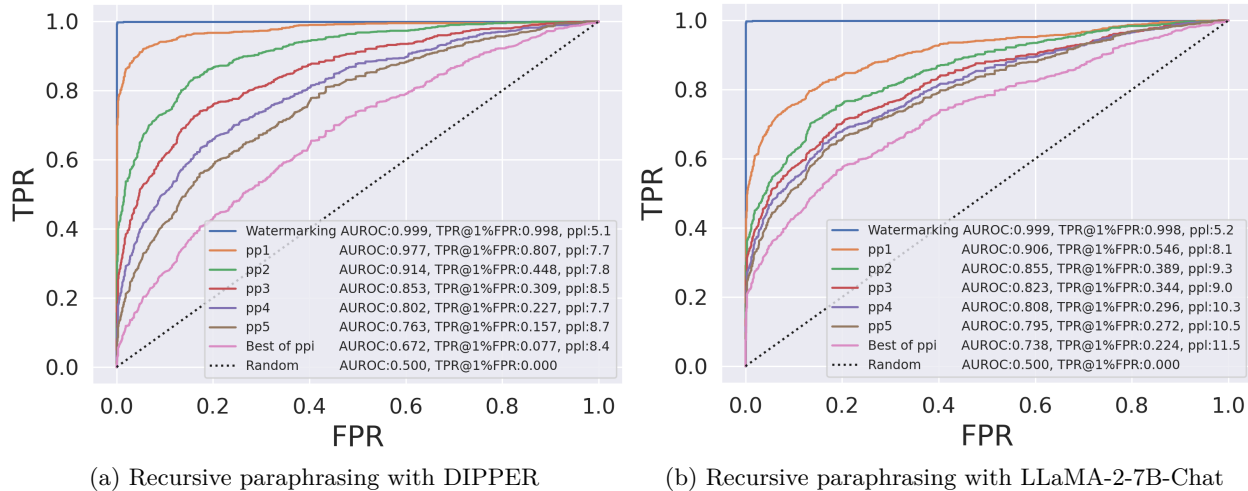 1.0
0.8
0.6
0.4
0.2
0.0
TPR
Watermarking AUROC:0.999, TPR@1%FPR:0.998, ppl:5.1
pp1 AUROC:0.977, TPR@1%FPR:0.807, ppl:7.7
pp2 AUROC:0.914, TPR@1%FPR:0.448, ppl:7.8
pp3 AUROC:0.853, TPR@1%FPR:0.309, ppl:8.5
pp4 AUROC:0.802, TPR@1%FPR:0.227, ppl:7.7
pp5 AUROC:0.763, TPR@1%FPR:0.157, ppl:8.7
Best of ppi AUROC:0.672, TPR@1%FPR:0.077, ppl:8.4
Random AUROC:0.500, TPR@1%FPR:0.000
0.0 0.2 0.4 0.6 0.8 1.0
FPR
(a) Recursive paraphrasing with DIPPER
1.0
0.8
0.6
0.4
0.2
0.0
TPR
Watermarking AUROC:0.999, TPR@1%FPR:0.998, ppl:5.2
pp1 AUROC:0.906, TPR@1%FPR:0.546, ppl:8.1
pp2 AUROC:0.855, TPR@1%FPR:0.389, ppl:9.3
pp3 AUROC:0.823, TPR@1%FPR:0.344, ppl:9.0
pp4 AUROC:0.808, TPR@1%FPR:0.296, ppl:10.3
pp5 AUROC:0.795, TPR@1%FPR:0.272, ppl:10.5
Best of ppi AUROC:0.738, TPR@1%FPR:0.224, ppl:11.5
Random AUROC:0.500, TPR@1%FPR:0.000
0.0 0.2 0.4 0.6 0.8 1.0
FPR
(b) Recursive paraphrasing with LLaMA-2-7B-Chat